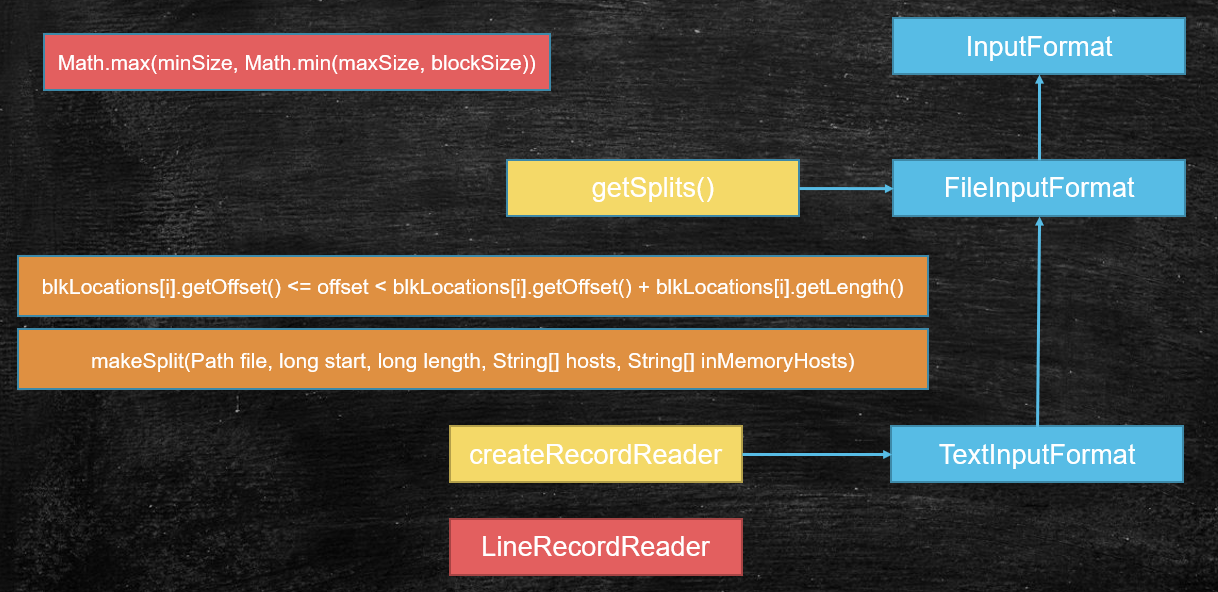 InputFormat
Math.max(minSize, Math.min(maxSize, blockSize))
getSplits()
FileInputFormat
blkLocations[i].getOffset() <= offset < blkLocations[i].getOffset() + blkLocations[i].getLength()
makeSplit(Path file, long start, long length, String[] hosts, String[] inMemoryHosts)
createRecordReader
TextInputFormat
LineRecordReader